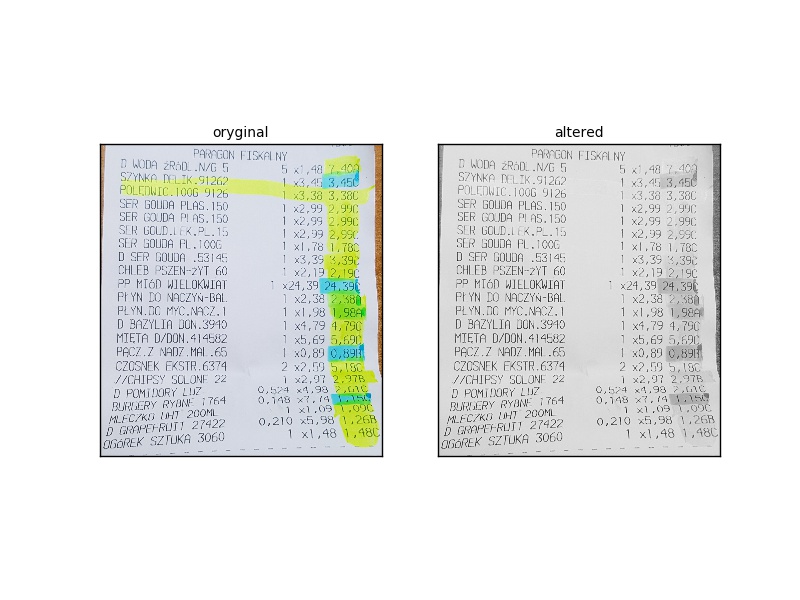 oryginal
PARAGON FISKALNY
D WODA źRóDL.N/G 5 5 x1,48 7,40A
SZYNKA DELIK.91262 1 x3,45 3,45C
POLĘDWIC.100G 9126 1 x3,38 3,38C
SER GOUDA PLAS.150 1 x2,99 2,99C
SER GOUDA PLAS.150 1 x2,99 2,99C
SER GOUD.LEK.PL.15 1 x2,99 2,99C
SER GOUDA PL.100G 1 x1,78 1,78C
D SER GOUDA .53145 1 x3,39 3,39C
CHLEB PSZEN-żYT 60 1 x2,19 2,19C
PP MIÓD WIELOKWIAT 1 x24,39 24,39C
PŁYN DO NACZYŃ-BAL 1 x2,38 2,38A
PŁYN.DO MYC.NACZ.1 1 x1,98 1,98A
D BAZYLIA DON.3940 1 x4,79 4,79C
MIĘTA D/DON.414582 1 x5,69 5,69C
PĄCZ.Z NADZ.MAL.65 1 x0,89 0,89B
CZOSNEK EKSTR.6374 2 x2,59 5,18C
//CHIPSY SOLONE 22 1 x2,97 2,97B
D POMIDORY LUZ 0,524 x4,98 2,61C
BURGERY RYBNE 1764 0,148 x7,74 1,15C
MLEC/KO UHT 200ML 1 x1,09 1,09C
D GRAPEFRUIT 27422 0,210 x5,98 1,26B
OGÓREK SZTUKA 3060 1 x1,48 1,48C
altered
PARAGON FISKALNY
D WODA źRóDL.N/G 5 5 x1,48 7,40A
SZYNKA DELIK.91262 1 x3,45 3,45C
POLĘDWIC.100G 9126 1 x3,38 3,38C
SER GOUDA PLAS.150 1 x2,99 2,99C
SER GOUDA PLAS.150 1 x2,99 2,99C
SER GOUD.LEK.PL.15 1 x2,99 2,99C
SER GOUDA PL.100G 1 x1,78 1,78C
D SER GOUDA .53145 1 x3,39 3,39C
CHLEB PSZEN-żYT 60 1 x2,19 2,19C
PP MIÓD WIELOKWIAT 1 x24,39 24,39C
PŁYN DO NACZYŃ-BAL 1 x2,38 2,38A
PŁYN.DO MYC.NACZ.1 1 x1,98 1,98A
D BAZYLIA DON.3940 1 x4,79 4,79C
MIĘTA D/DON.414582 1 x5,69 5,69C
PĄCZ.Z NADZ.MAL.65 1 x0,89 0,89B
CZOSNEK EKSTR.6374 2 x2,59 5,18C
//CHIPSY SOLONE 22 1 x2,97 2,97B
D POMIDORY LUZ 0,524 x4,98 2,61C
BURGERY RYBNE 1764 0,148 x7,74 1,15C
MLEC/KO UHT 200ML 1 x1,09 1,09C
D GRAPEFRUIT 27422 0,210 x5,98 1,26B
OGÓREK SZTUKA 3060 1 x1,48 1,48C